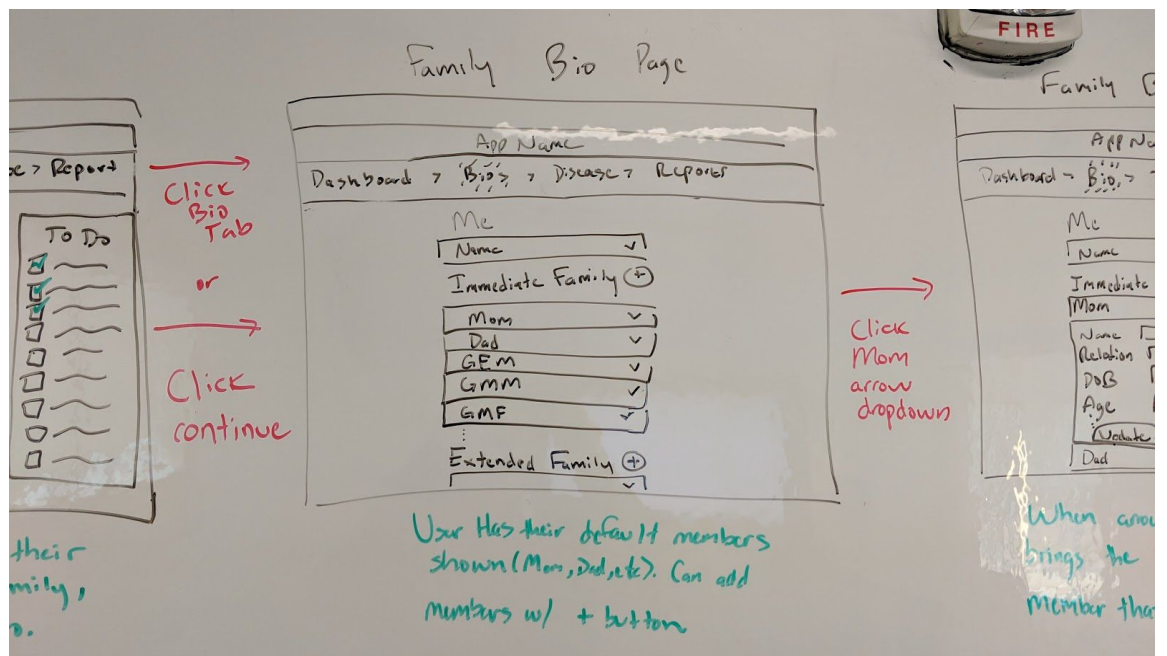 FIRE
Family Bio Page
Family B
> Report
To Do
Click
Bio
Tab
or
Click
continue
their
mily,
o.
App Name
Dashboard > Bio > Disease > Reporter
Me
Name
Immediate Family +
Mom
Dad
GEM
GMM
GMF
Extended Family +
User Has their default members
shown (Mom, Dad, etc). Can add
members w/ + button
Click
Mom
arrow
dropdown
App Na
Dashboard > Bio >
Me
Name
Immediate
Mom
Name
Relation
DoB
Age
Update
Dad
When arrow
brings the
Member tha